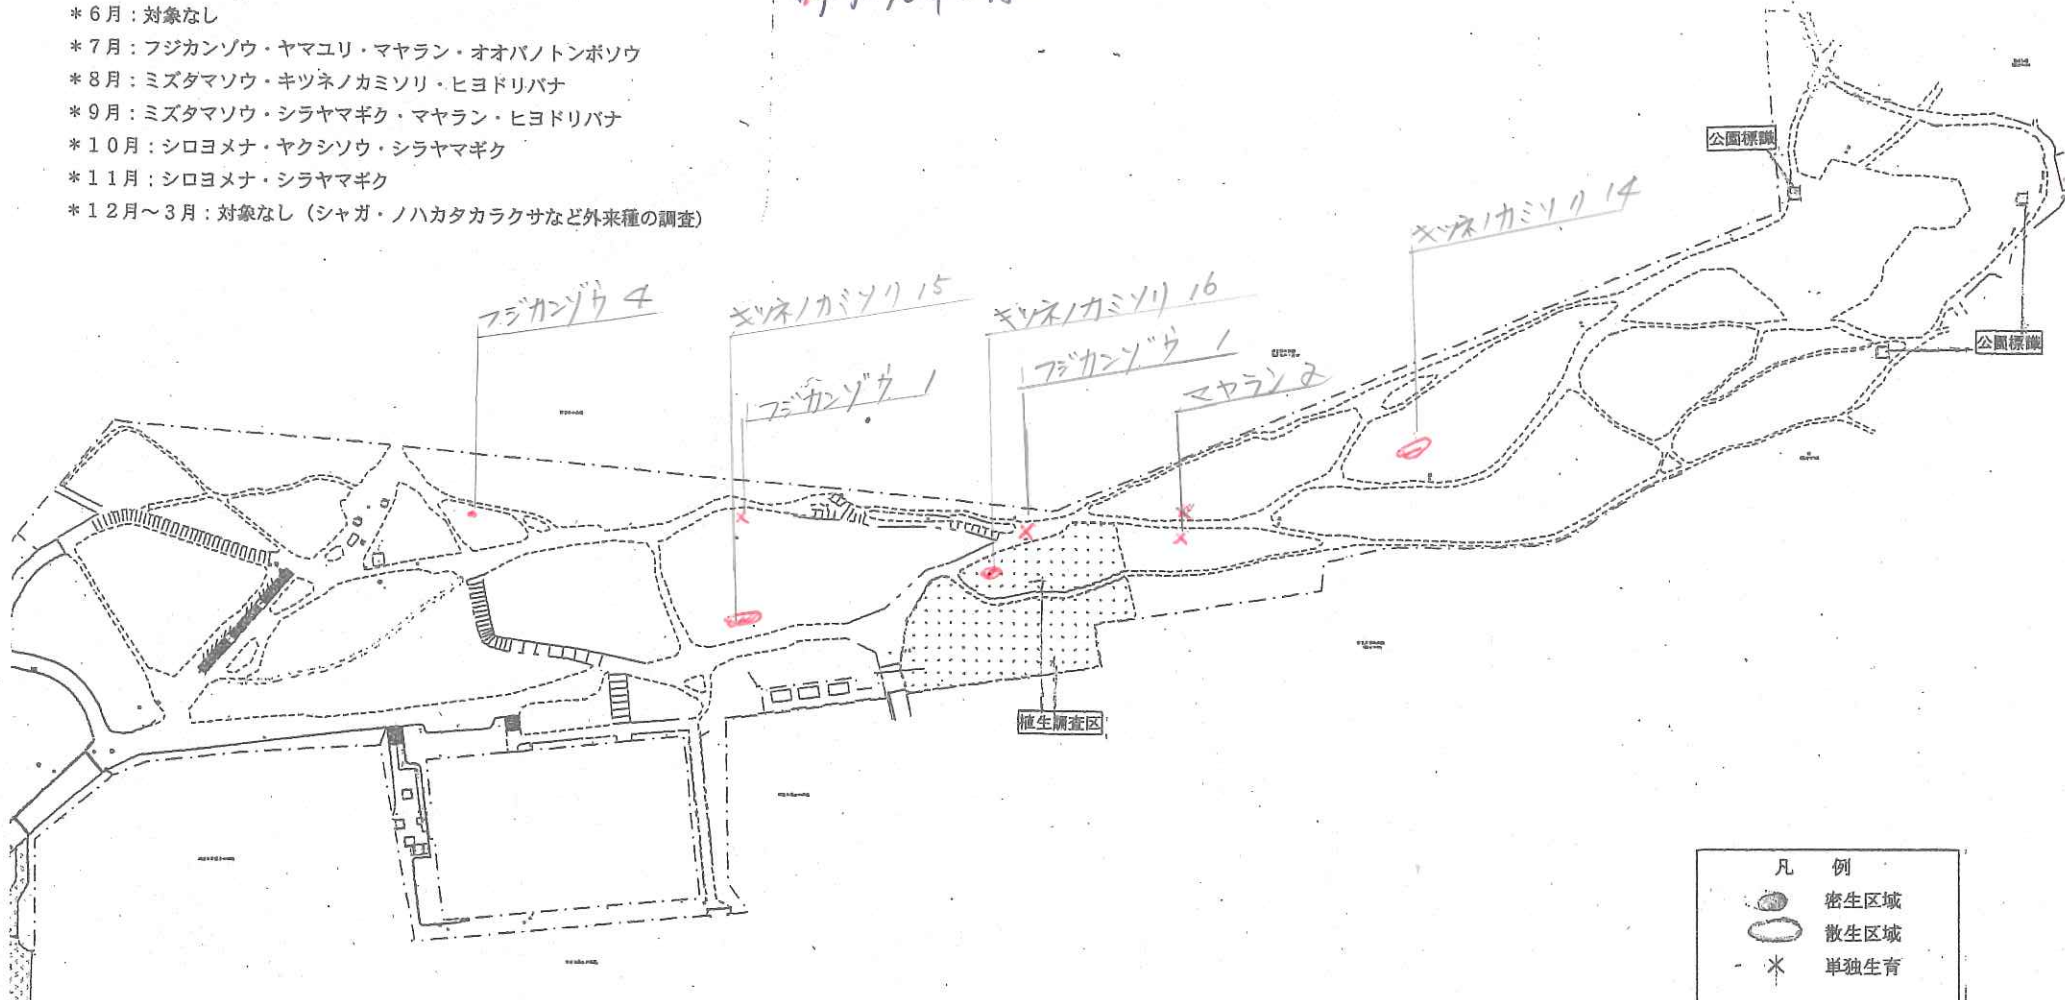 *6月：対象なし
*7月：フジカンゾウ・ヤマユリ・マヤラン・オオバノトンボソウ
*8月：ミズタマソウ・キツネノカミソリ・ヒヨドリバナ
*9月：ミズタマソウ・シラヤマギク・マヤラン・ヒヨドリバナ
*10月：シロヨメナ・ヤクシソウ・シラヤマギク
*11月：シロヨメナ・シラヤマギク
*12月～3月：対象なし（シャガ・ノハカタカラクサなど外来種の調査）
公園標識
キツネノカミソリ 14
フジカンゾウ 4
キツネノカミソリ 15
キツネノカミソリ 16
公園標識
フジカンゾウ 1
フジカンゾウ 1
マヤラン 2
植生調査区
凡 例
密生区域
散生区域
単独生育